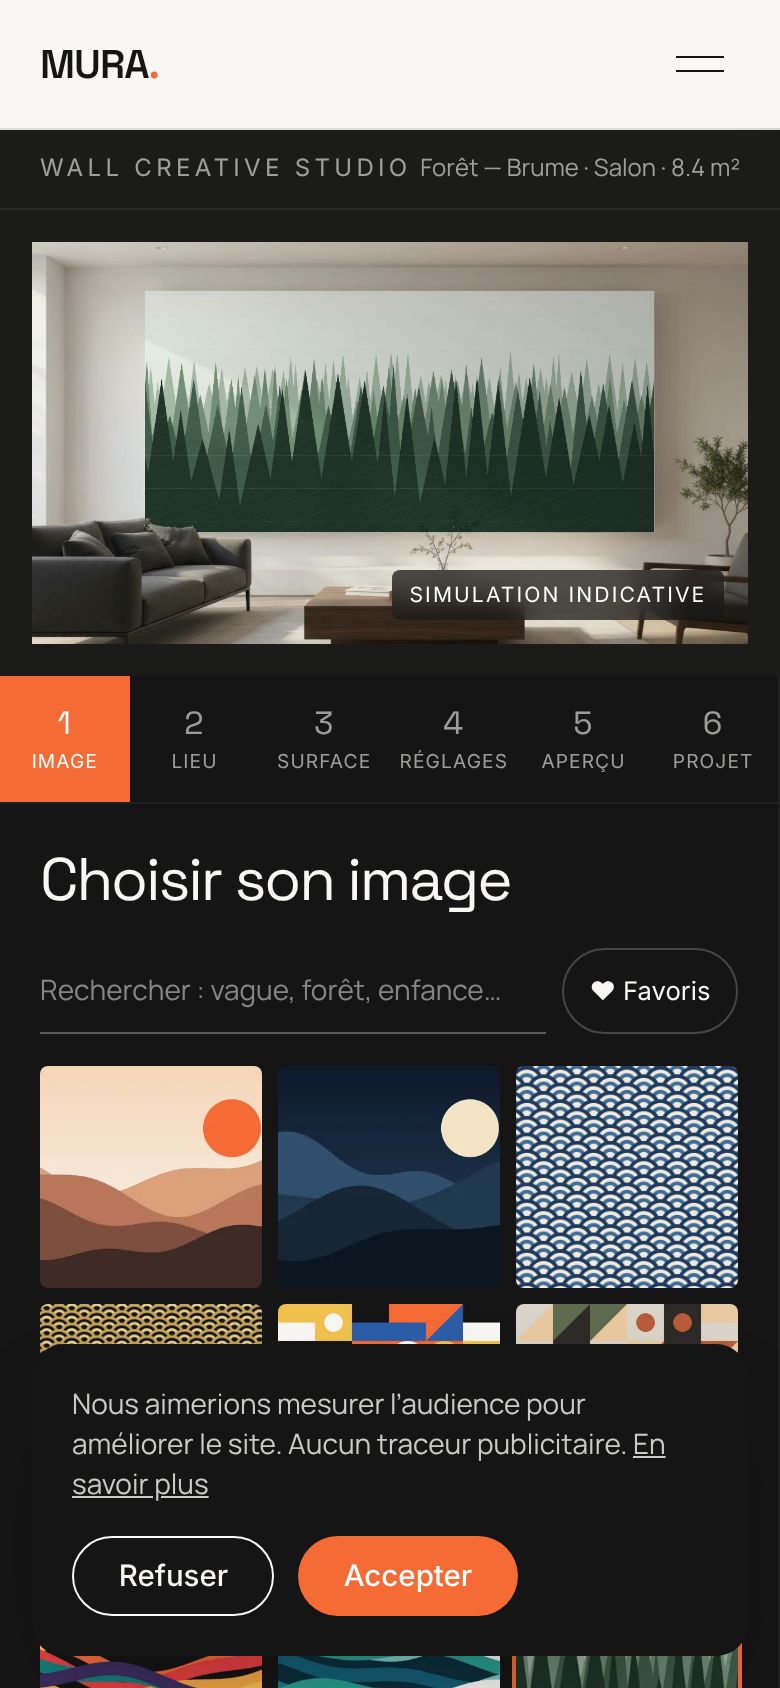 MURA.
WALL CREATIVE STUDIO Forêt — Brume · Salon · 8.4 m²
SIMULATION INDICATIVE
1 2 3 4 5 6
IMAGE LIEU SURFACE RÉGLAGES APERÇU PROJET
Choisir son image
Rechercher : vague, forêt, enfance…
♥ Favoris
Nous aimerions mesurer l’audience pour
améliorer le site. Aucun traceur publicitaire. En
savoir plus
Refuser Accepter